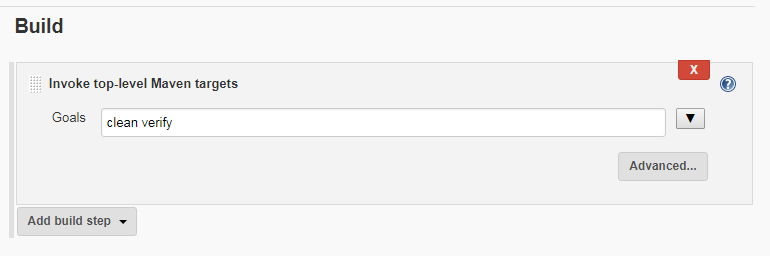 Build
X
Invoke top-level Maven targets
?
Goals
clean verify
▼
Advanced...
Add build step